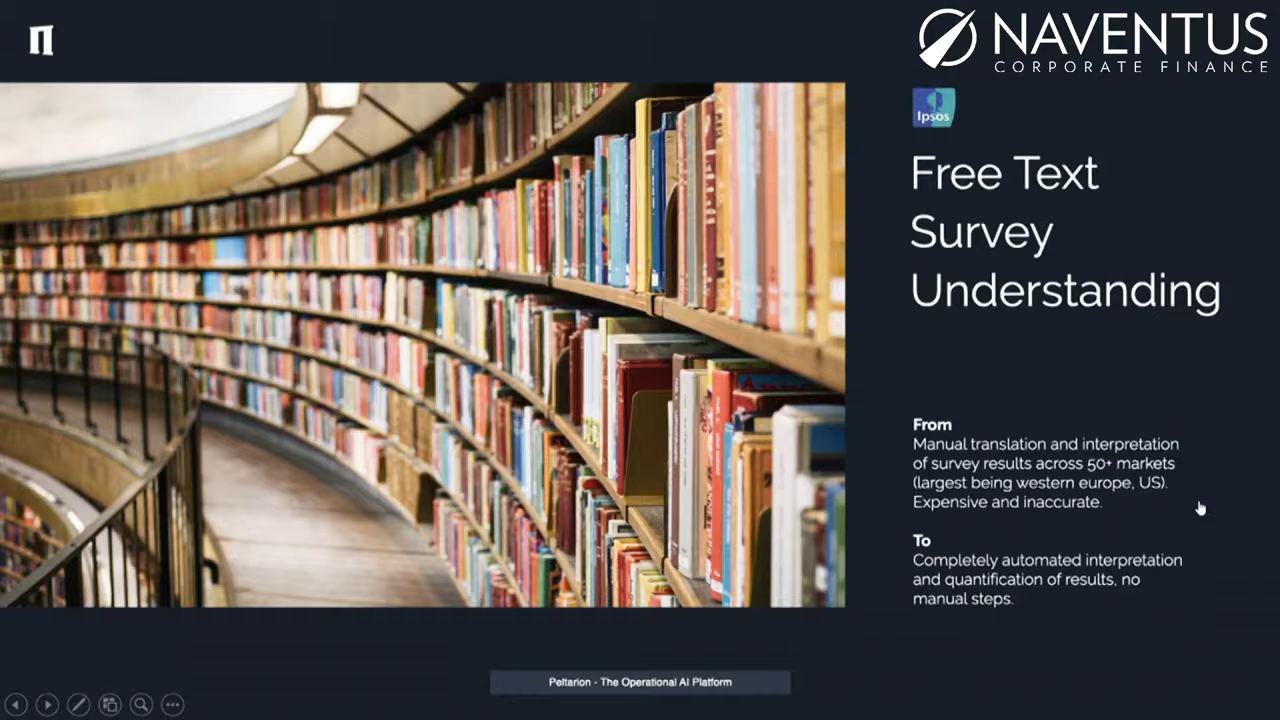 NAVENTUS
CORPORATE FINANCE
Ipsos
Free Text
Survey
Understanding
From
Manual translation and interpretation
of survey results across 50+ markets
(largest being western europe, US).
Expensive and inaccurate.
To
Completely automated interpretation
and quantification of results, no
manual steps.
Peltarion - The Operational AI Platform